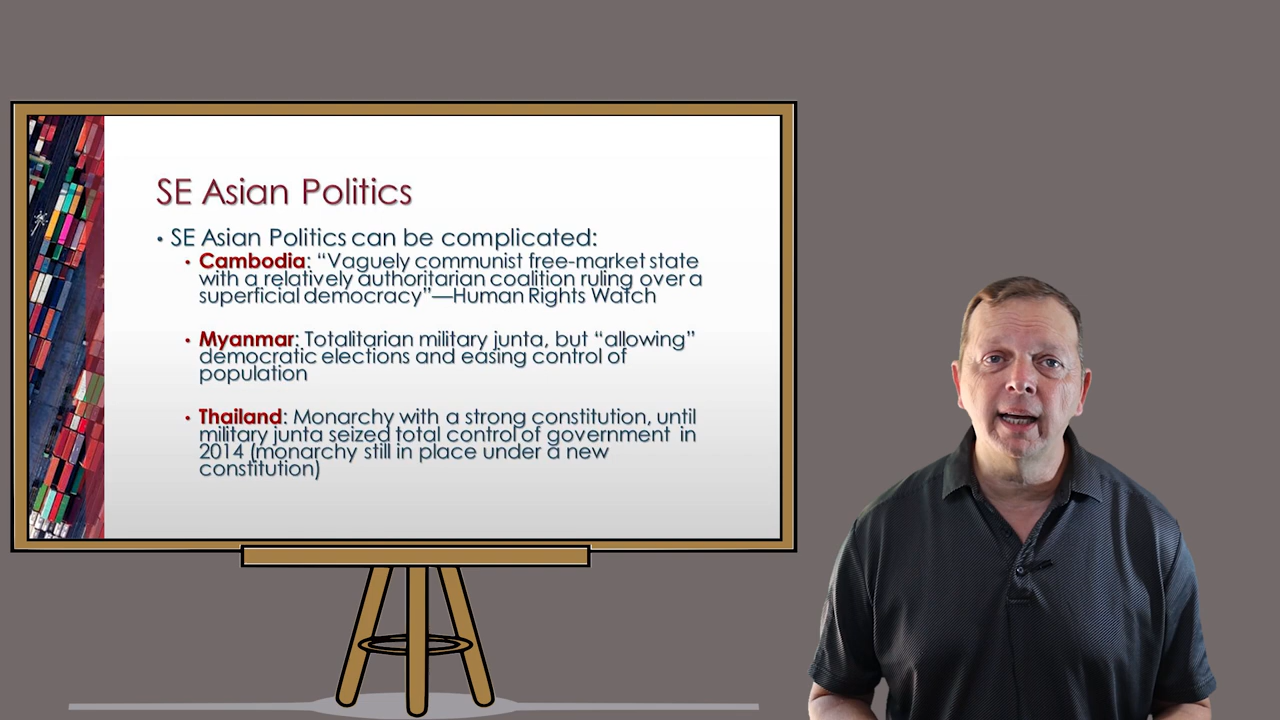 SE Asian Politics
• SE Asian Politics can be complicated:
• Cambodia: “Vaguely communist free-market state
with a relatively authoritarian coalition ruling over a
superficial democracy”—Human Rights Watch
• Myanmar: Totalitarian military junta, but “allowing”
democratic elections and easing control of
population
• Thailand: Monarchy with a strong constitution, until
military junta seized total control of government in
2014 (monarchy still in place under a new
constitution)